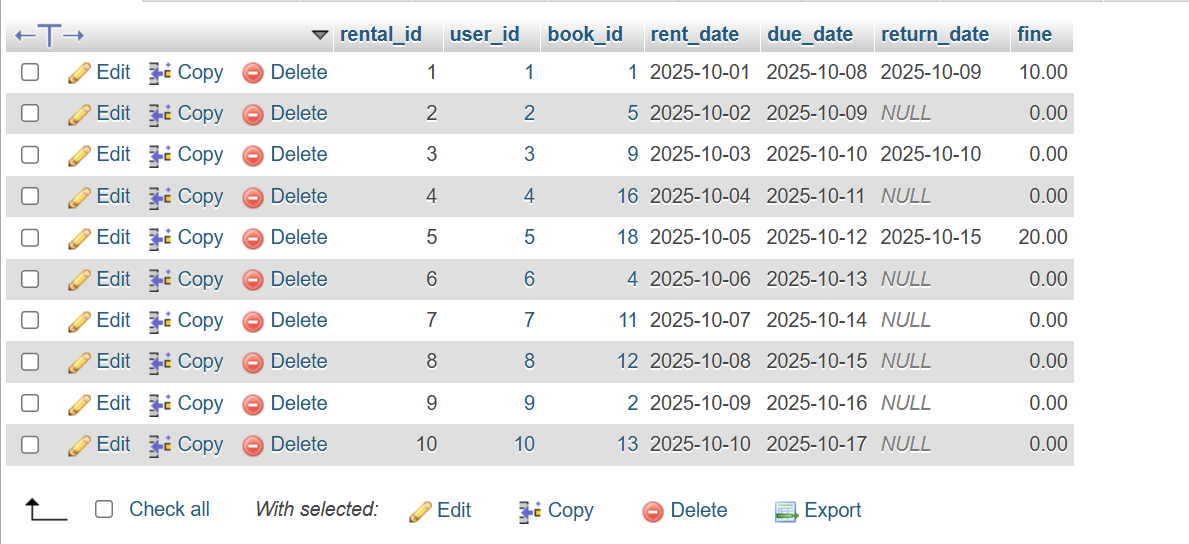 rental_id user_id book_id rent_date due_date return_date fine
Edit Copy Delete 1 1 1 2025-10-01 2025-10-08 2025-10-09 10.00
Edit Copy Delete 2 2 5 2025-10-02 2025-10-09 NULL 0.00
Edit Copy Delete 3 3 9 2025-10-03 2025-10-10 2025-10-10 0.00
Edit Copy Delete 4 4 16 2025-10-04 2025-10-11 NULL 0.00
Edit Copy Delete 5 5 18 2025-10-05 2025-10-12 2025-10-15 20.00
Edit Copy Delete 6 6 4 2025-10-06 2025-10-13 NULL 0.00
Edit Copy Delete 7 7 11 2025-10-07 2025-10-14 NULL 0.00
Edit Copy Delete 8 8 12 2025-10-08 2025-10-15 NULL 0.00
Edit Copy Delete 9 9 2 2025-10-09 2025-10-16 NULL 0.00
Edit Copy Delete 10 10 13 2025-10-10 2025-10-17 NULL 0.00
Check all With selected: Edit Copy Delete Export